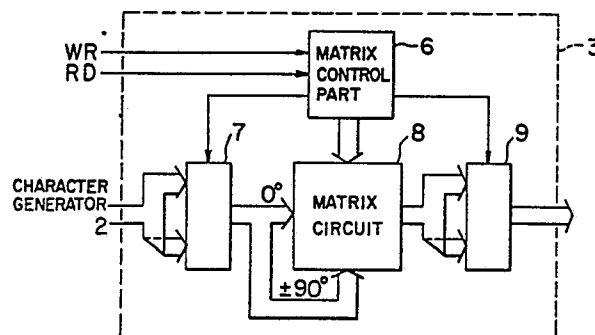 WR
RD
MATRIX
CONTROL
PART
6
3
7
8
9
CHARACTER
GENERATOR
2
0°
MATRIX
CIRCUIT
±90°